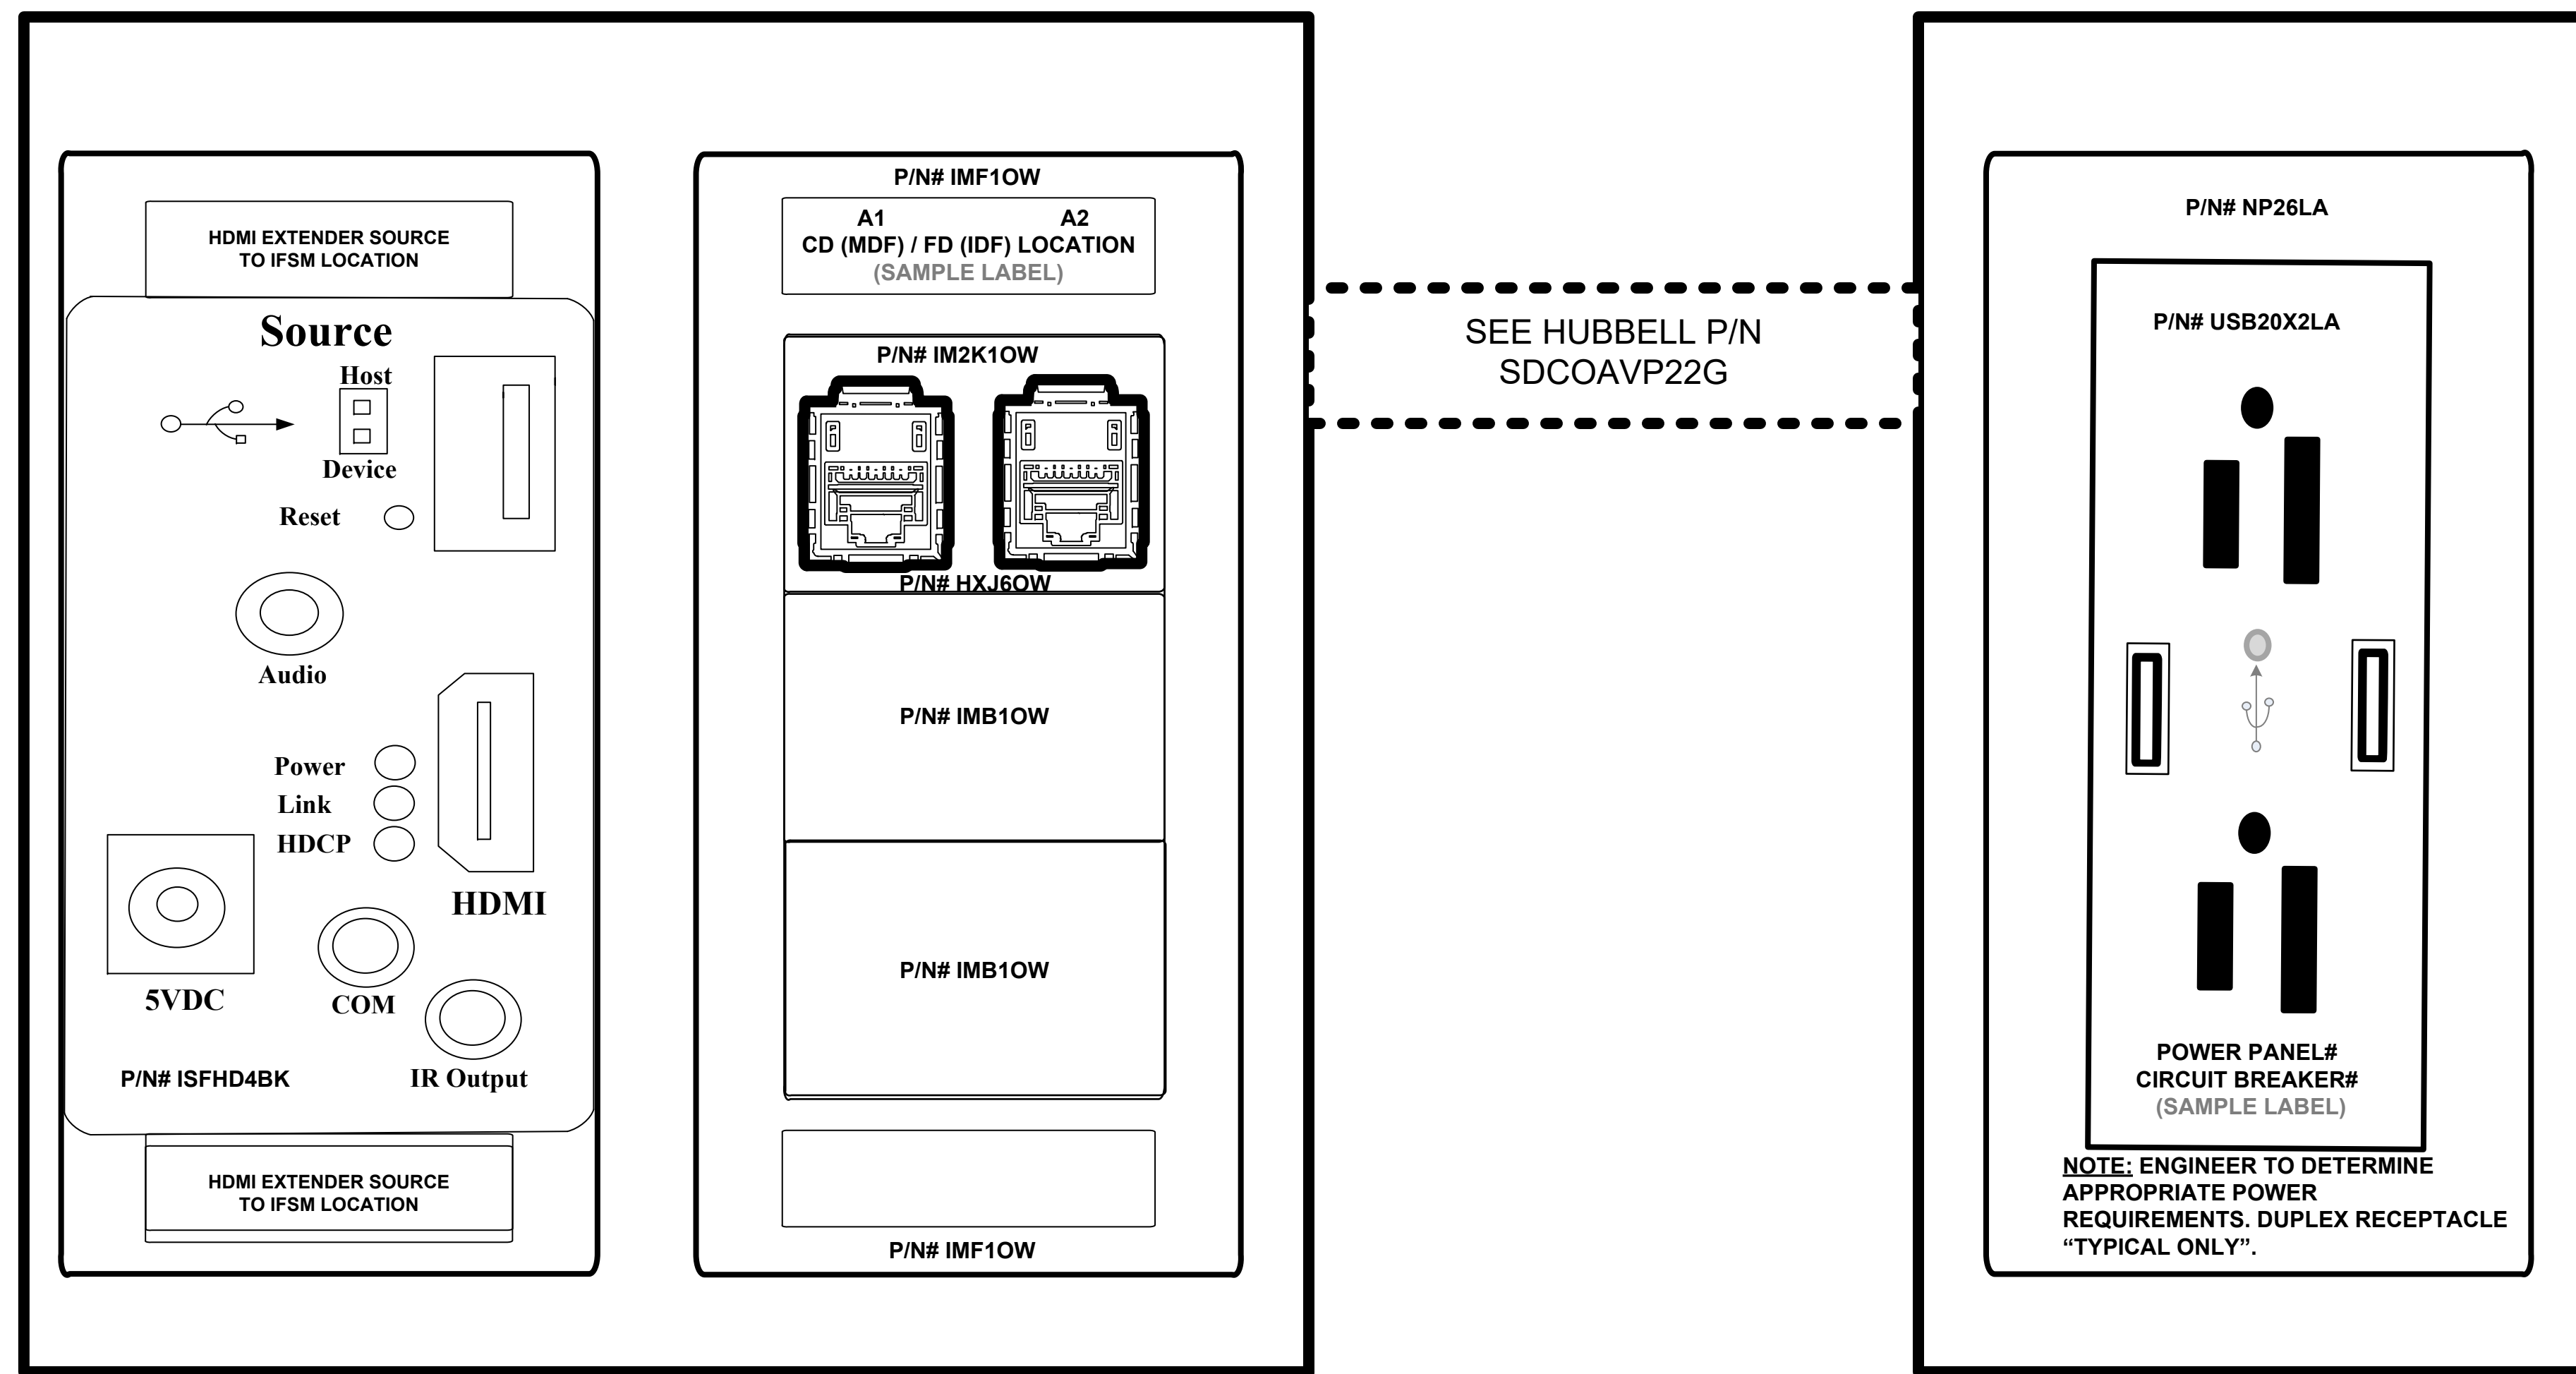 HDMI EXTENDER SOURCE
TO IFSM LOCATION
Source
Host
Device
Reset
Audio
Power
Link
HDCP
HDMI
5VDC
COM
P/N# ISFHD4BK
IR Output
HDMI EXTENDER SOURCE
TO IFSM LOCATION
P/N# IMF1OW
A1 A2
CD (MDF) / FD (IDF) LOCATION
(SAMPLE LABEL)
P/N# IM2K1OW
P/N# HXJ6OW
P/N# IMB1OW
P/N# IMB1OW
P/N# IMF1OW
SEE HUBBELL P/N
SDCOAVP22G
P/N# NP26LA
P/N# USB20X2LA
POWER PANEL#
CIRCUIT BREAKER#
(SAMPLE LABEL)
NOTE: ENGINEER TO DETERMINE
APPROPRIATE POWER
REQUIREMENTS. DUPLEX RECEPTACLE
“TYPICAL ONLY”.